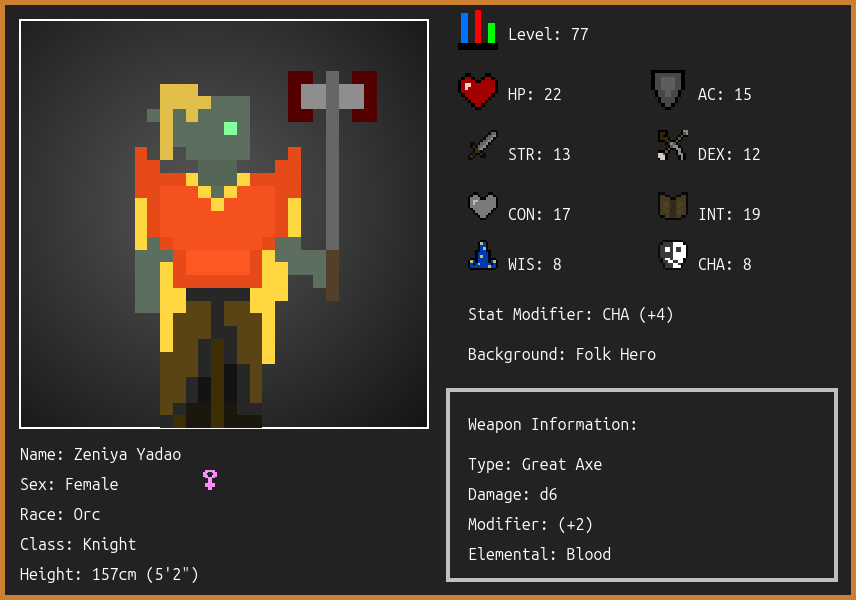 Level: 77
HP: 22
AC: 15
STR: 13
DEX: 12
CON: 17
INT: 19
WIS: 8
CHA: 8
Stat Modifier: CHA (+4)
Background: Folk Hero
Weapon Information:
Type: Great Axe
Damage: d6
Modifier: (+2)
Elemental: Blood
Name: Zeniya Yadao
Sex: Female
Race: Orc
Class: Knight
Height: 157cm (5'2")